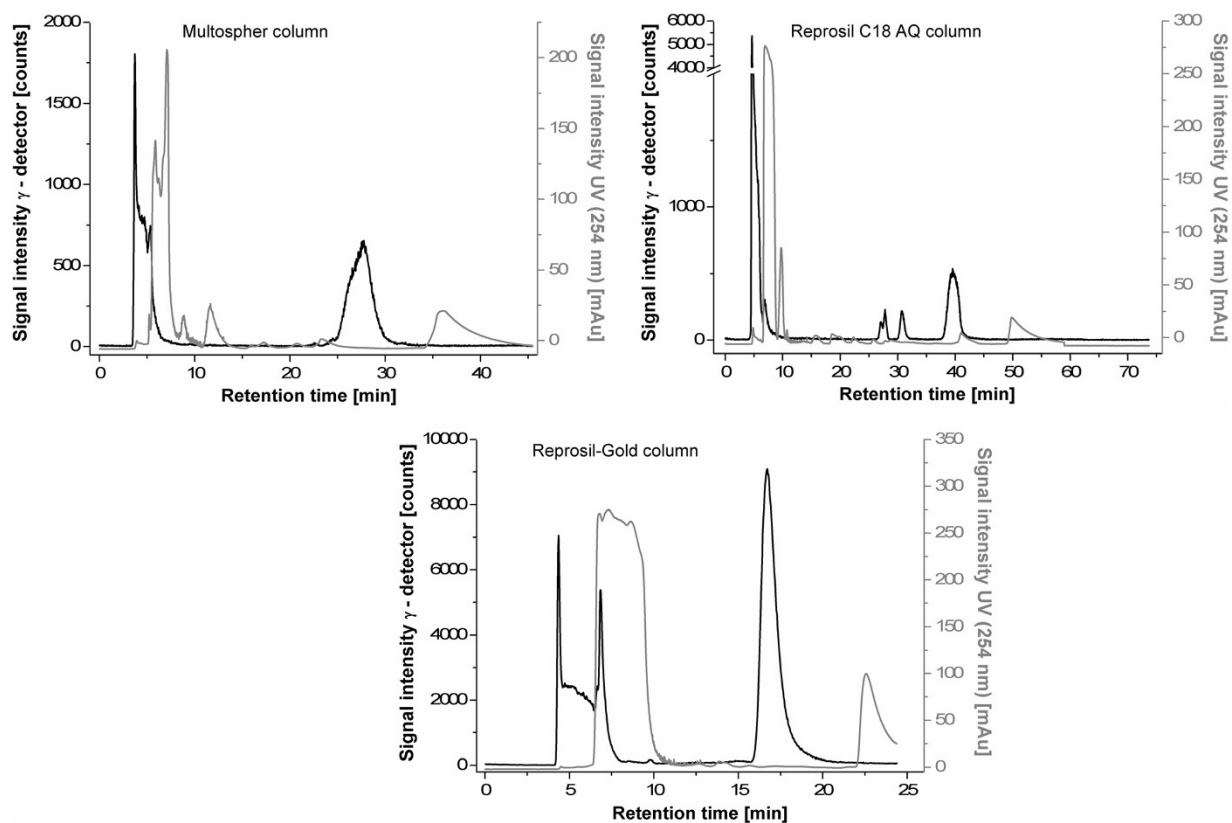 Multospher column
Signal intensity γ - detector [counts]
2000
1500
1000
500
0
200
150
100
50
0
Signal intensity UV (254 nm) [mAu]
0 10 20 30 40
Retention time [min]
Reprosil C18 AQ column
Signal intensity γ - detector [counts]
6000
5000
4000
1000
0
300
250
200
150
100
50
0
Signal intensity UV (254 nm) [mAu]
0 10 20 30 40 50 60 70
Retention time [min]
Reprosil-Gold column
Signal intensity γ - detector [counts]
10000
8000
6000
4000
2000
0
350
300
250
200
150
100
50
0
Signal intensity UV (254 nm) [mAu]
0 5 10 15 20 25
Retention time [min]